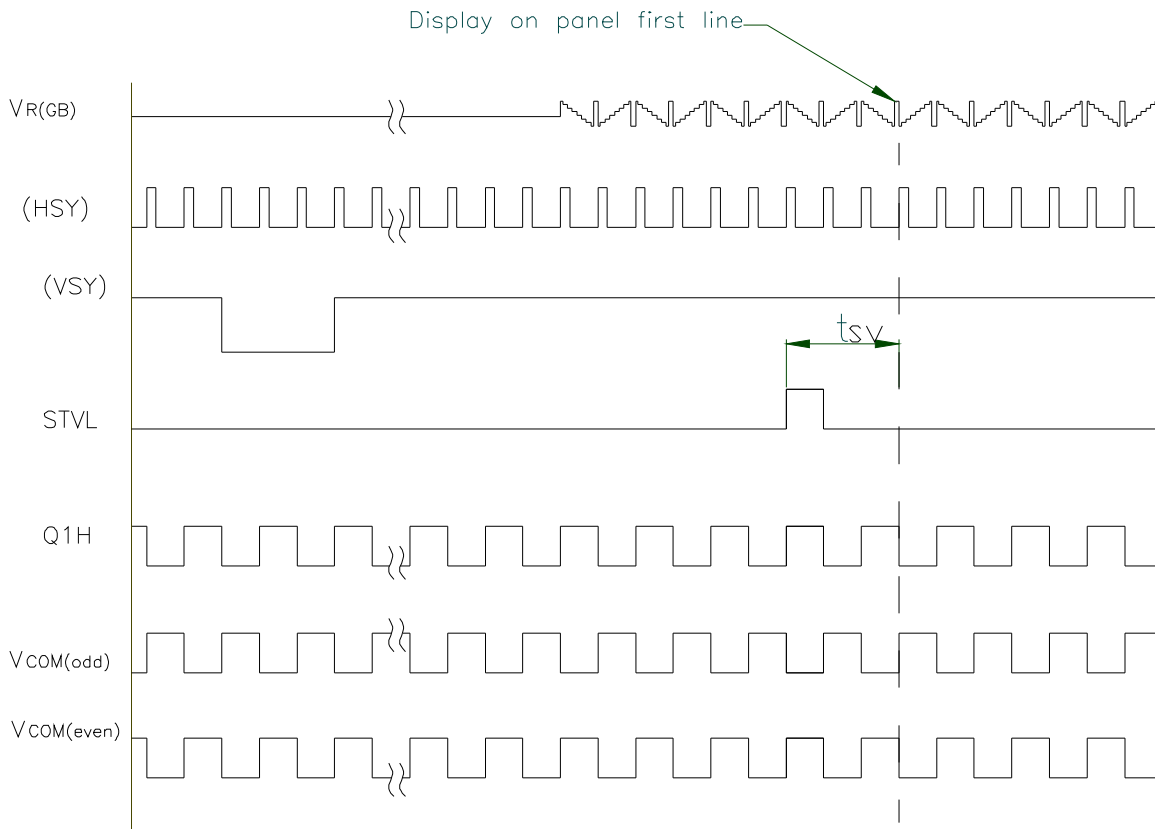 Display on panel first line
VR(GB)
(HSY)
(VSY)
tsv
STVL
Q1H
VCOM(odd)
VCOM(even)